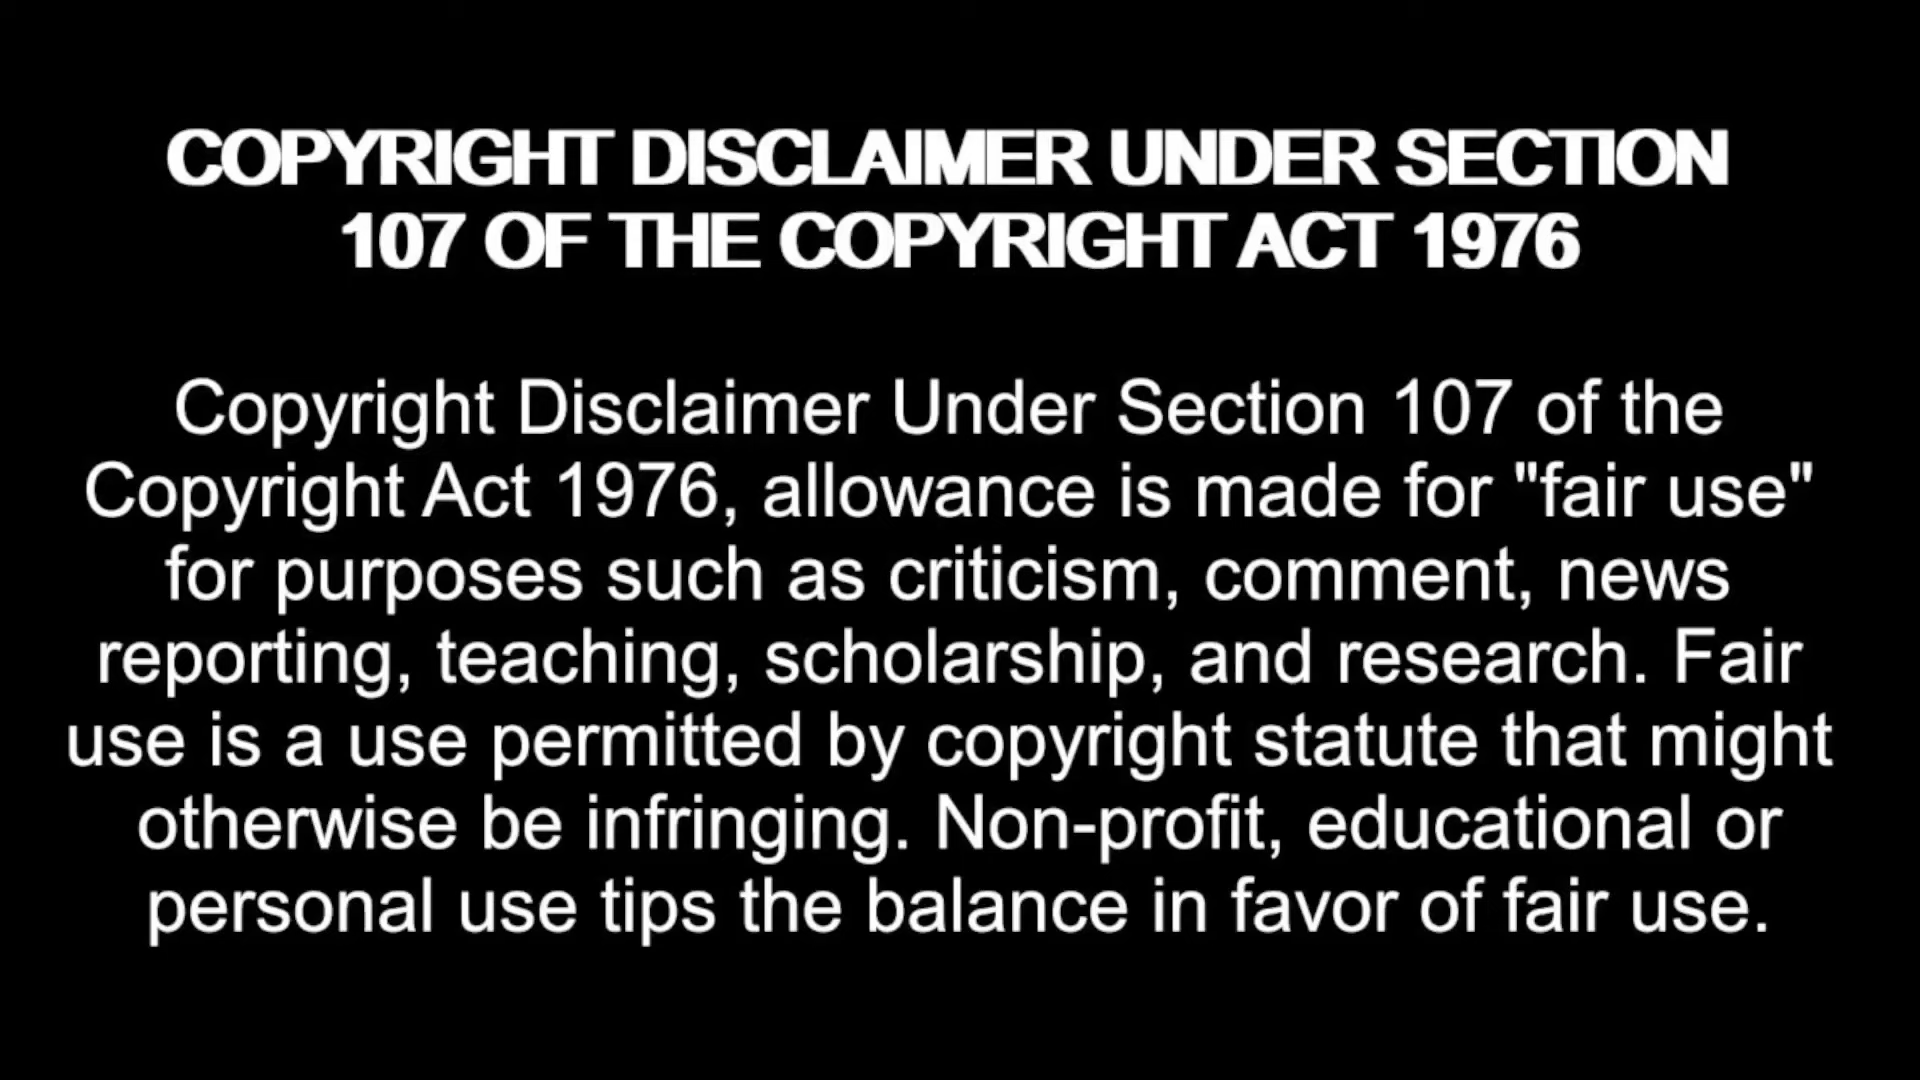 COPYRIGHT DISCLAIMER UNDER SECTION
107 OF THE COPYRIGHT ACT 1976
Copyright Disclaimer Under Section 107 of the
Copyright Act 1976, allowance is made for "fair use"
for purposes such as criticism, comment, news
reporting, teaching, scholarship, and research. Fair
use is a use permitted by copyright statute that might
otherwise be infringing. Non-profit, educational or
personal use tips the balance in favor of fair use.